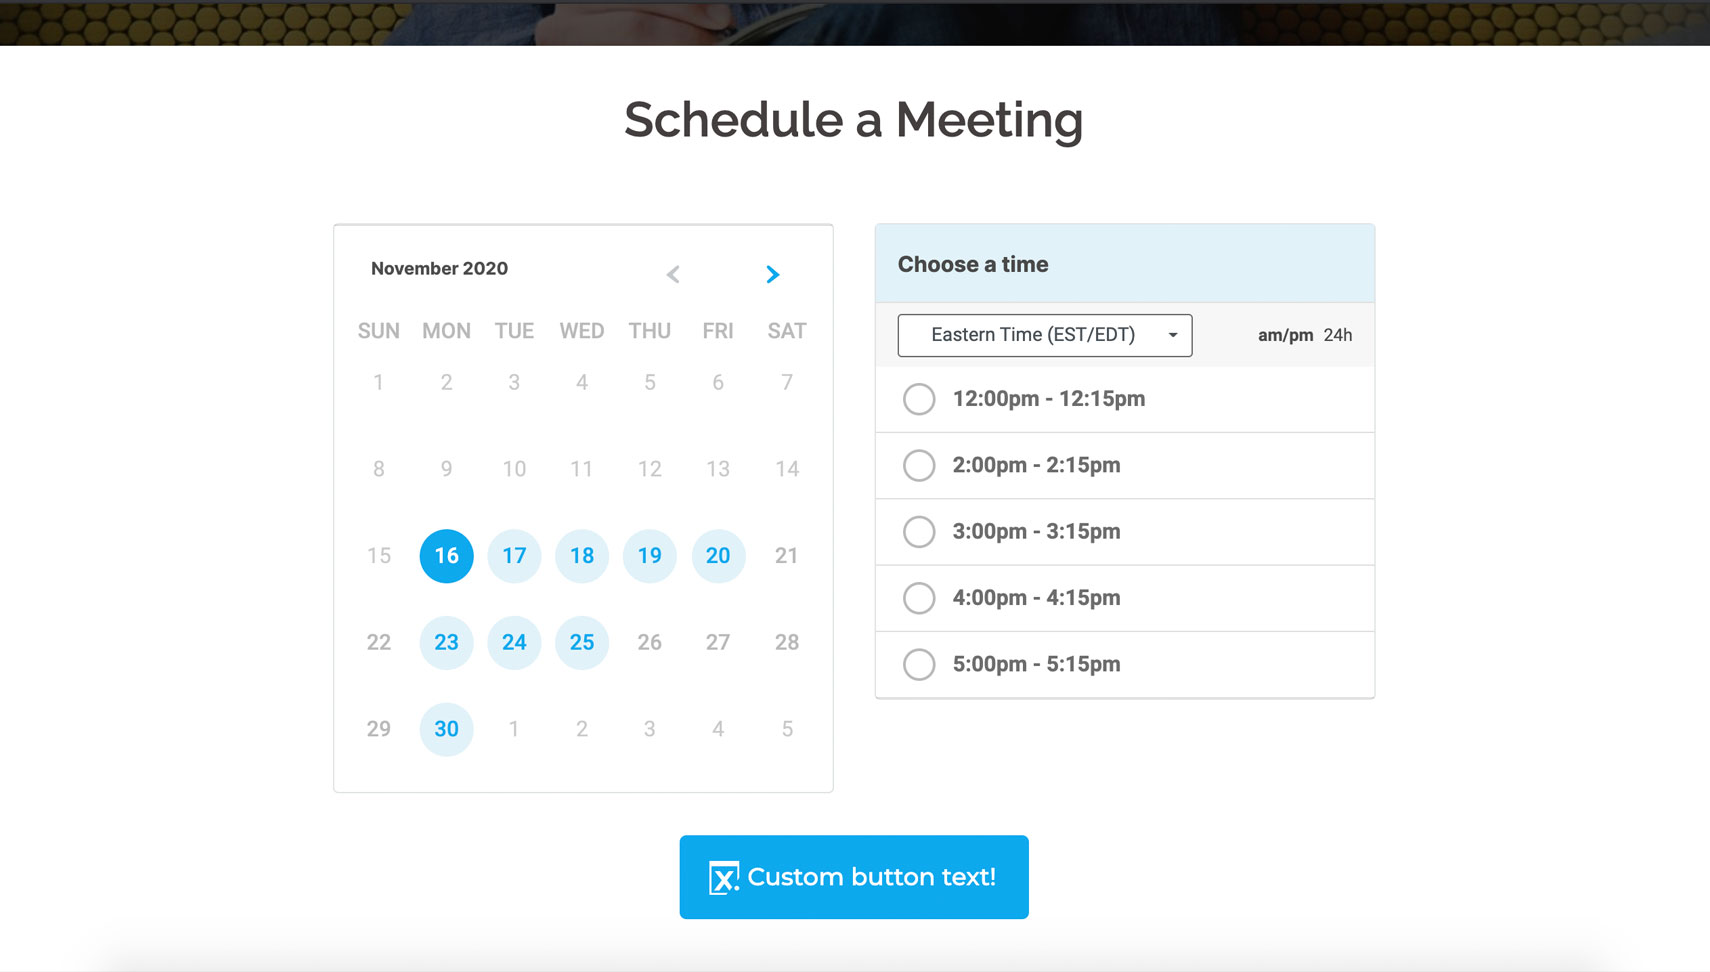 Schedule a Meeting
November 2020
SUN MON TUE WED THU FRI SAT
1 2 3 4 5 6 7
8 9 10 11 12 13 14
15 16 17 18 19 20 21
22 23 24 25 26 27 28
29 30 1 2 3 4 5
Choose a time
Eastern Time (EST/EDT) am/pm 24h
12:00pm - 12:15pm
2:00pm - 2:15pm
3:00pm - 3:15pm
4:00pm - 4:15pm
5:00pm - 5:15pm
X. Custom button text!